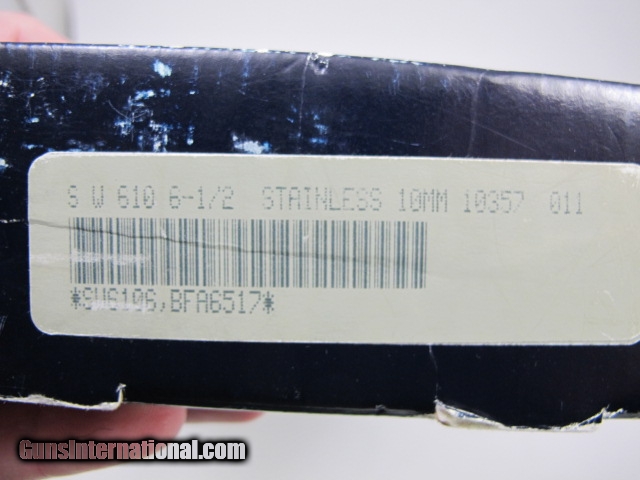 S W 610 6-1/2 STAINLESS 10MM 10357 011
*SW6106,BFA6517*
GunsInternational.com